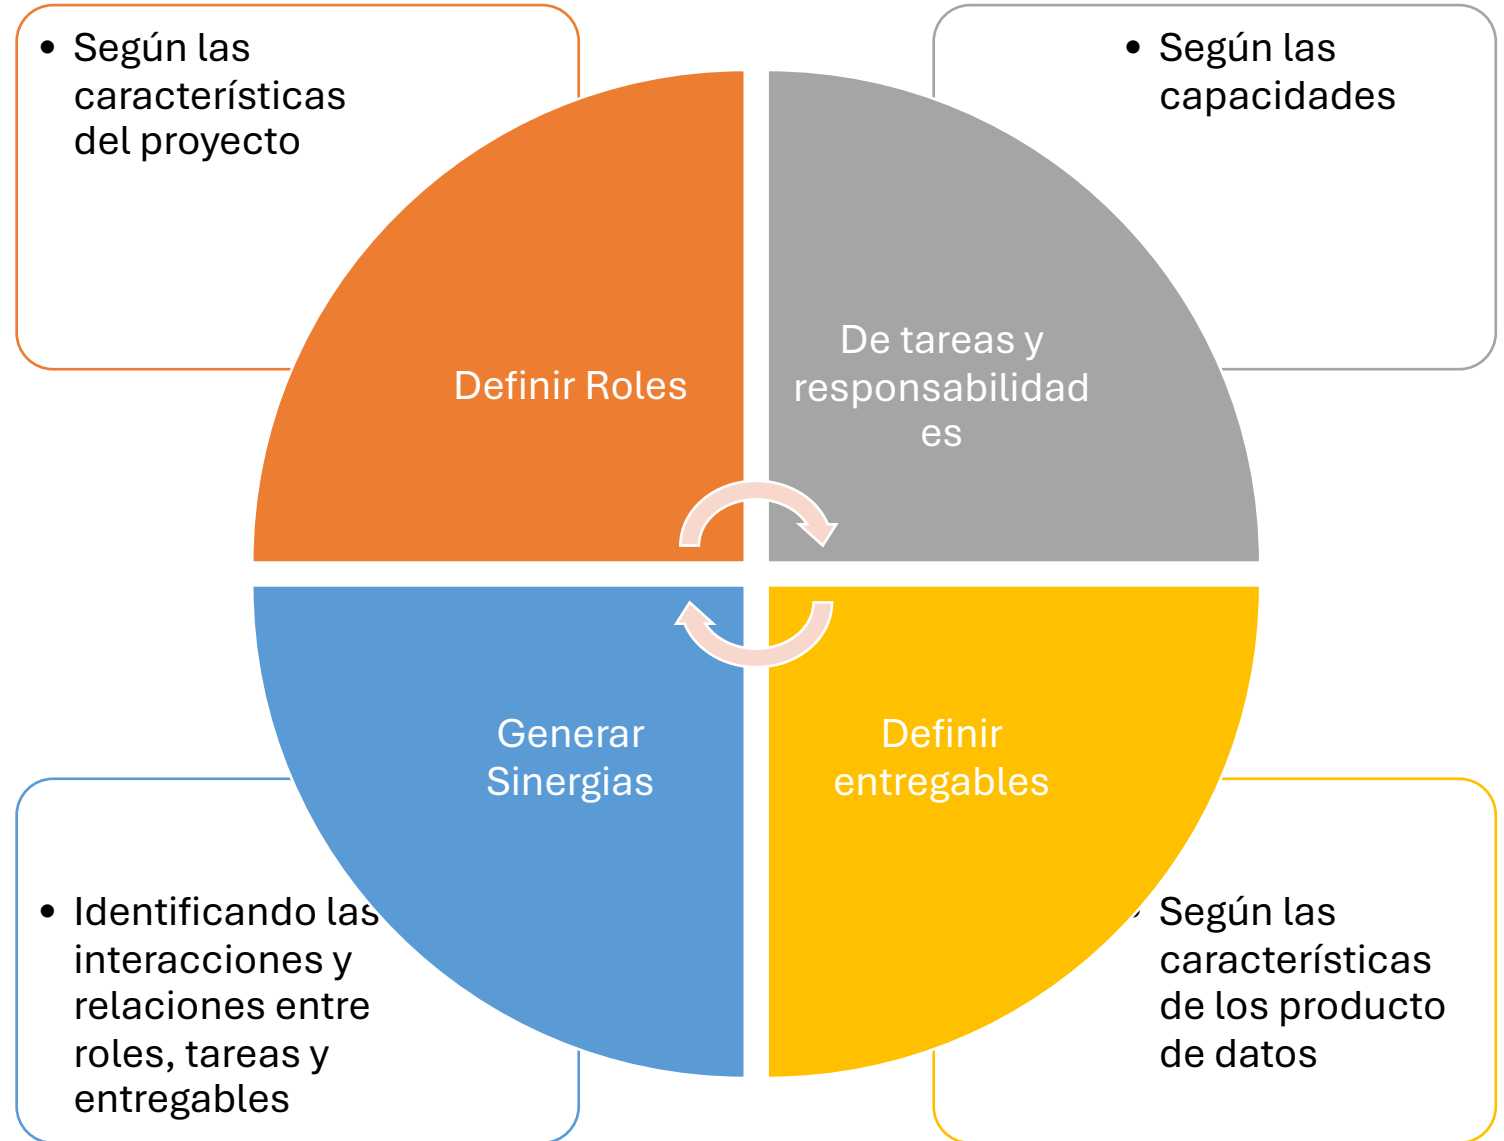 • Según las
características
del proyecto
• Según las
capacidades
Definir Roles
De tareas y
responsabilidad
es
Generar
Sinergias
Definir
entregables
• Identificando las
interacciones y
relaciones entre
roles, tareas y
entregables
• Según las
características
de los producto
de datos